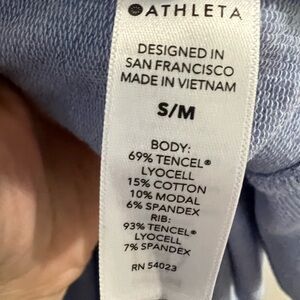 ATHLETA
DESIGNED IN
SAN FRANCISCO
MADE IN VIETNAM
S/M
BODY:
69% TENCEL®
LYOCELL
15% COTTON
10% MODAL
6% SPANDEX
RIB:
93% TENCEL®
LYOCELL
7% SPANDEX
RN 54023